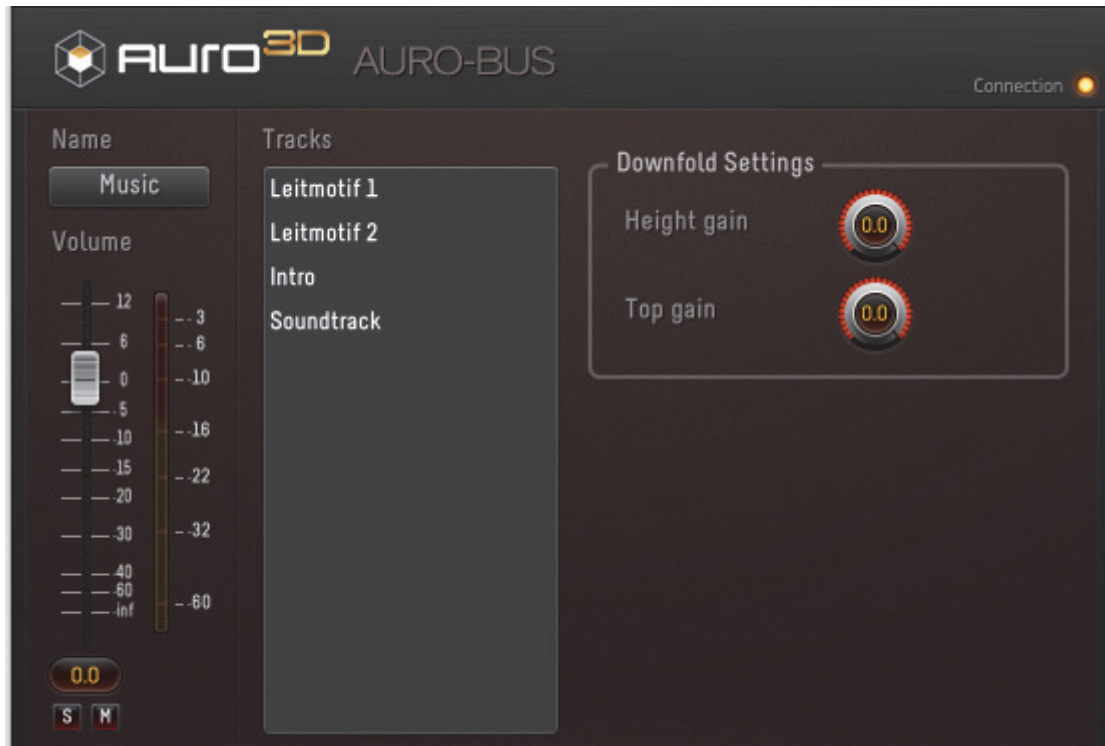 AURO 3D AURO-BUS
Connection
Name
Music
Volume
12
6
0
-5
-10
-15
-20
-30
-40
-60
-inf
--3
--6
--10
--16
--22
--32
--60
0.0
S M
Tracks
Leitmotif 1
Leitmotif 2
Intro
Soundtrack
Downfold Settings
Height gain 0.0
Top gain 0.0